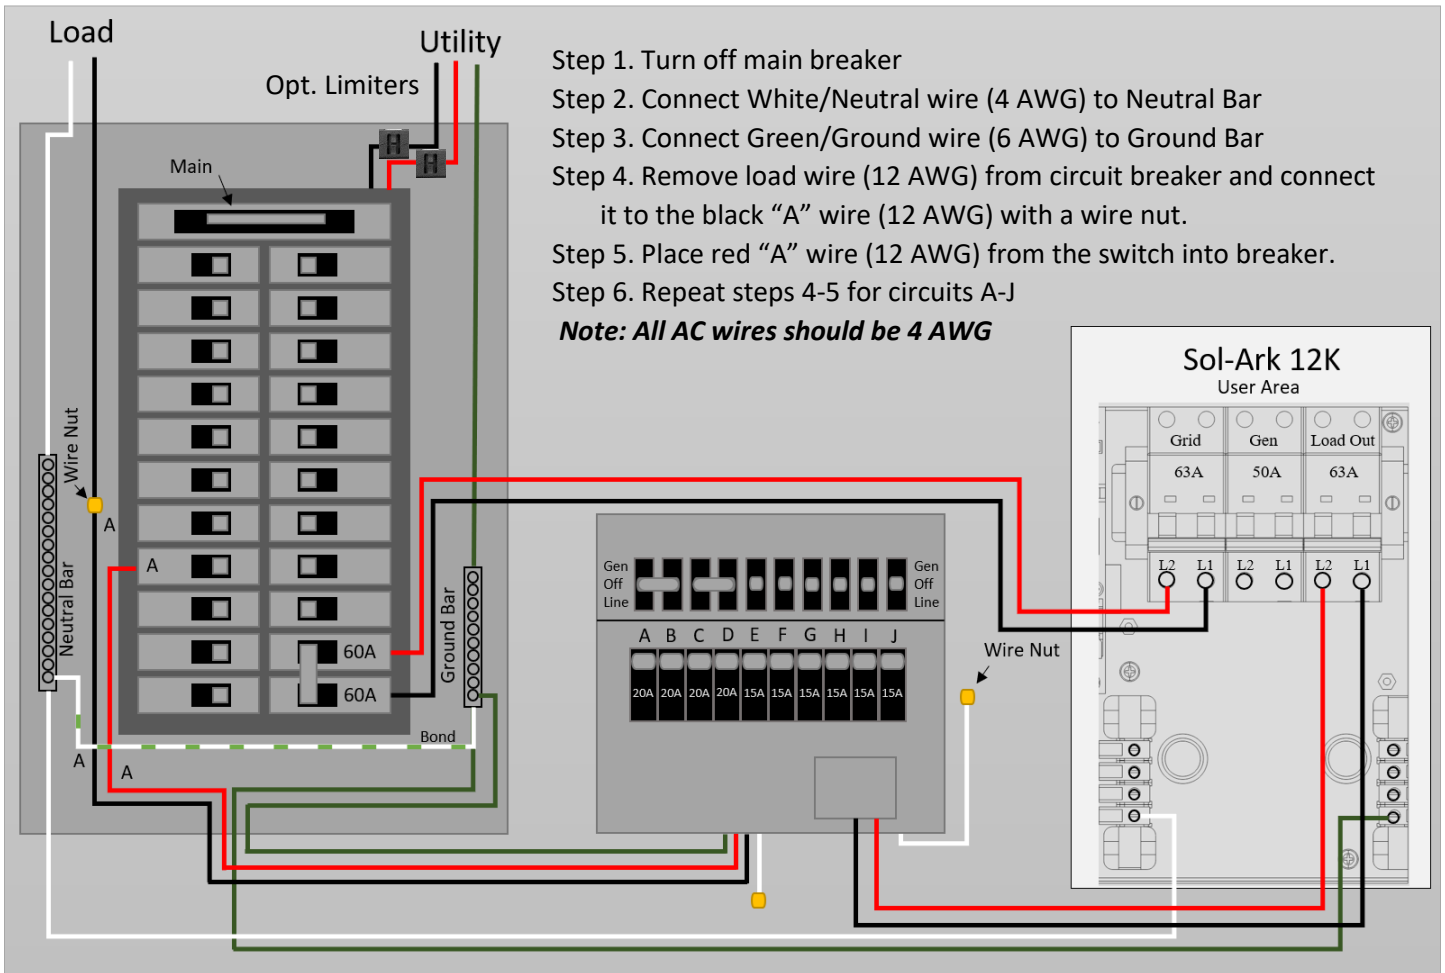 Load
Utility
Opt. Limiters
Step 1. Turn off main breaker
Step 2. Connect White/Neutral wire (4 AWG) to Neutral Bar
Step 3. Connect Green/Ground wire (6 AWG) to Ground Bar
Step 4. Remove load wire (12 AWG) from circuit breaker and connect
it to the black “A” wire (12 AWG) with a wire nut.
Step 5. Place red “A” wire (12 AWG) from the switch into breaker.
Step 6. Repeat steps 4-5 for circuits A-J
Note: All AC wires should be 4 AWG
Main
Wire Nut
A
A
Neutral Bar
Ground Bar
60A
60A
Bond
A
A
Gen
Off
Line
Gen
Off
Line
A B C D E F G H I J
20A 20A 20A 20A 15A 15A 15A 15A 15A 15A
Wire Nut
Sol-Ark 12K
User Area
Grid Gen Load Out
63A 50A 63A
L2 L1 L2 L1 L2 L1